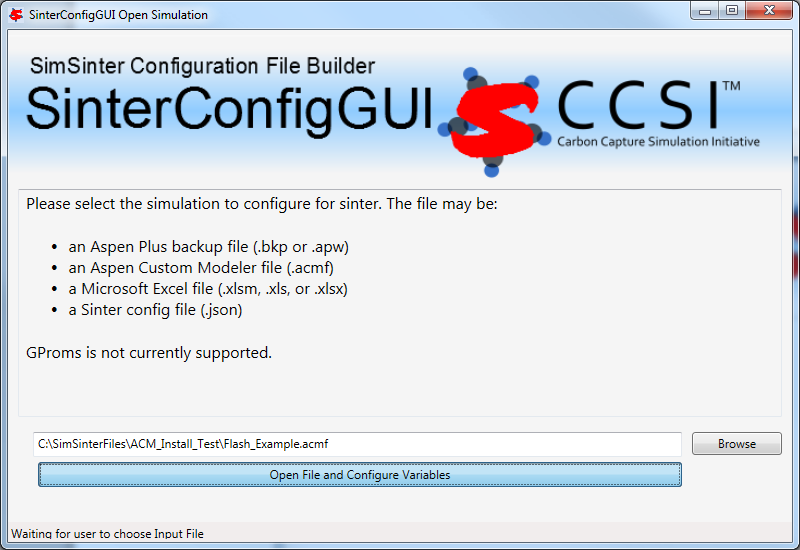 SinterConfigGUI Open Simulation
SimSinter Configuration File Builder
SinterConfigGUI
CCSI™
Carbon Capture Simulation Initiative
Please select the simulation to configure for sinter. The file may be:
• an Aspen Plus backup file (.bkp or .apw)
• an Aspen Custom Modeler file (.acmf)
• a Microsoft Excel file (.xlsm, .xls, or .xlsx)
• a Sinter config file (.json)
GProms is not currently supported.
C:\SimSinterFiles\ACM_Install_Test\Flash_Example.acmf
Browse
Open File and Configure Variables
Waiting for user to choose Input File